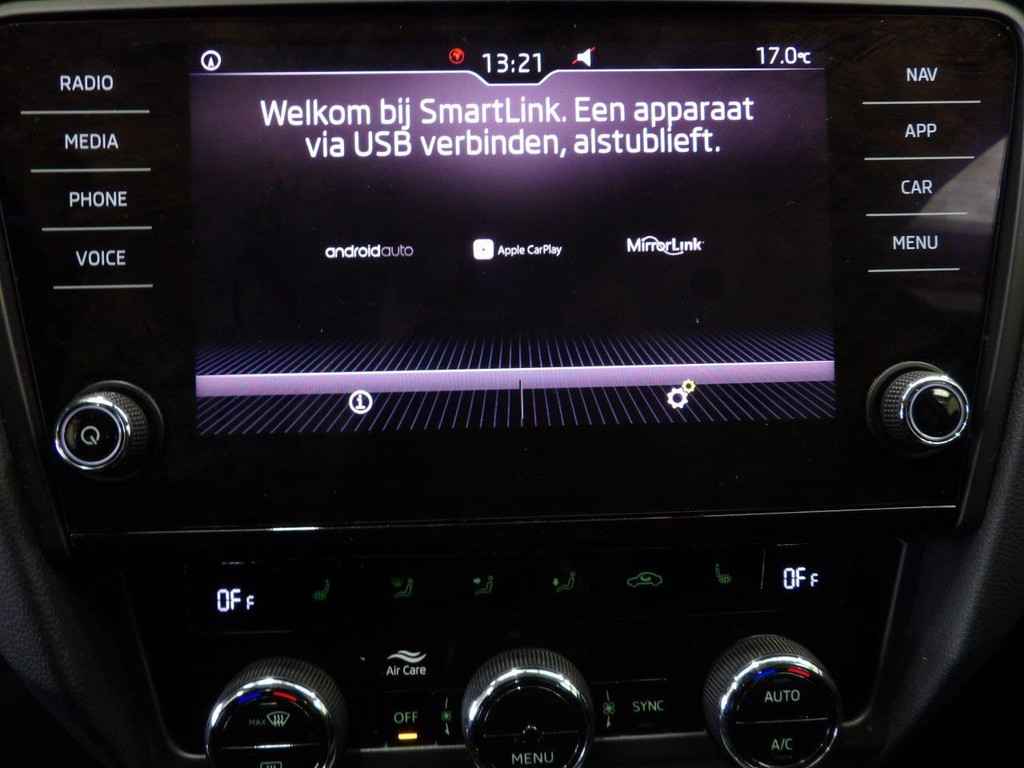 13:21
17.0°C
RADIO
MEDIA
PHONE
VOICE
Welkom bij SmartLink. Een apparaat
via USB verbinden, alstublieft.
androidauto
Apple CarPlay
MirrorLink
NAV
APP
CAR
MENU
OFF
OFF
Air Care
MAX
OFF
MENU
SYNC
AUTO
A/C